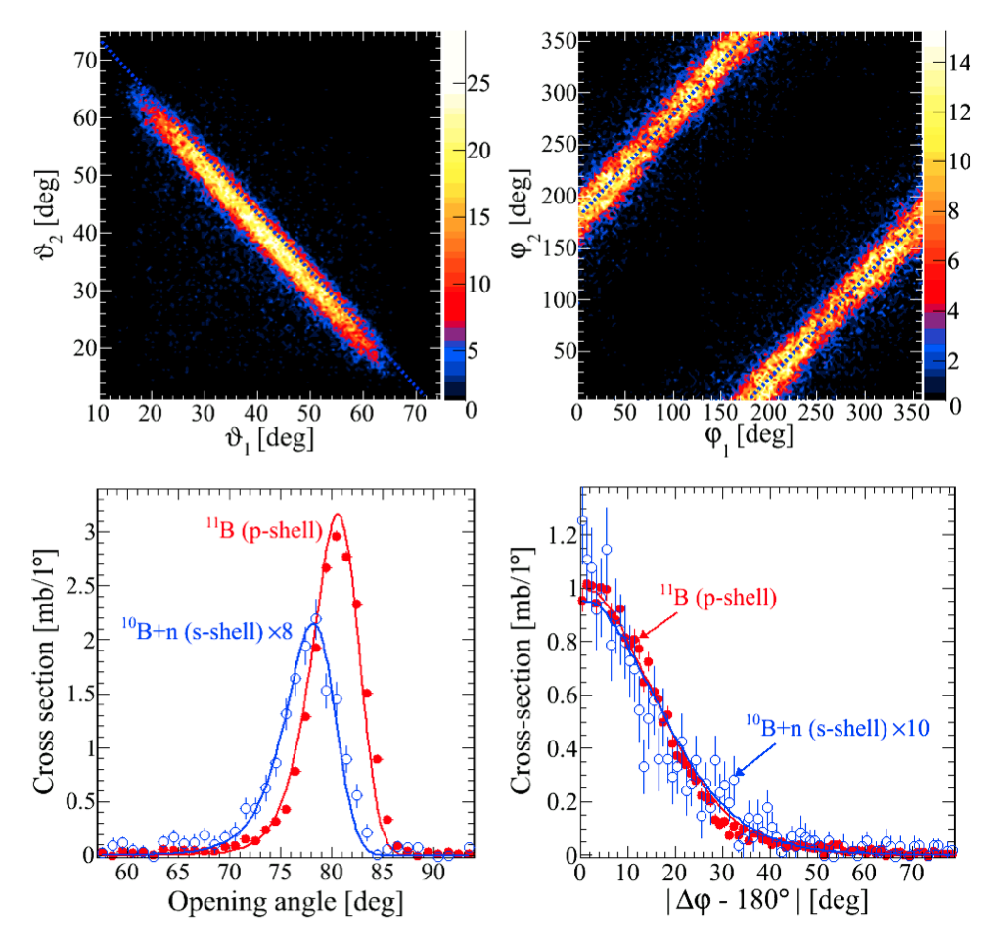 70
60
50
40
30
20
ϑ2 [deg]
10 20 30 40 50 60 70
ϑ1 [deg]
25
20
15
10
5
0
350
300
250
200
150
100
50
φ2 [deg]
0 50 100 150 200 250 300 350
φ1 [deg]
14
12
10
8
6
4
2
0
3
2.5
2
1.5
1
0.5
0
Cross section [mb/1°]
¹¹B (p-shell)
¹⁰B+n (s-shell) ×8
60 65 70 75 80 85 90
Opening angle [deg]
1.2
1
0.8
0.6
0.4
0.2
0
Cross-section [mb/1°]
¹¹B (p-shell)
¹⁰B+n (s-shell) ×10
0 10 20 30 40 50 60 70
| Δφ - 180° | [deg]